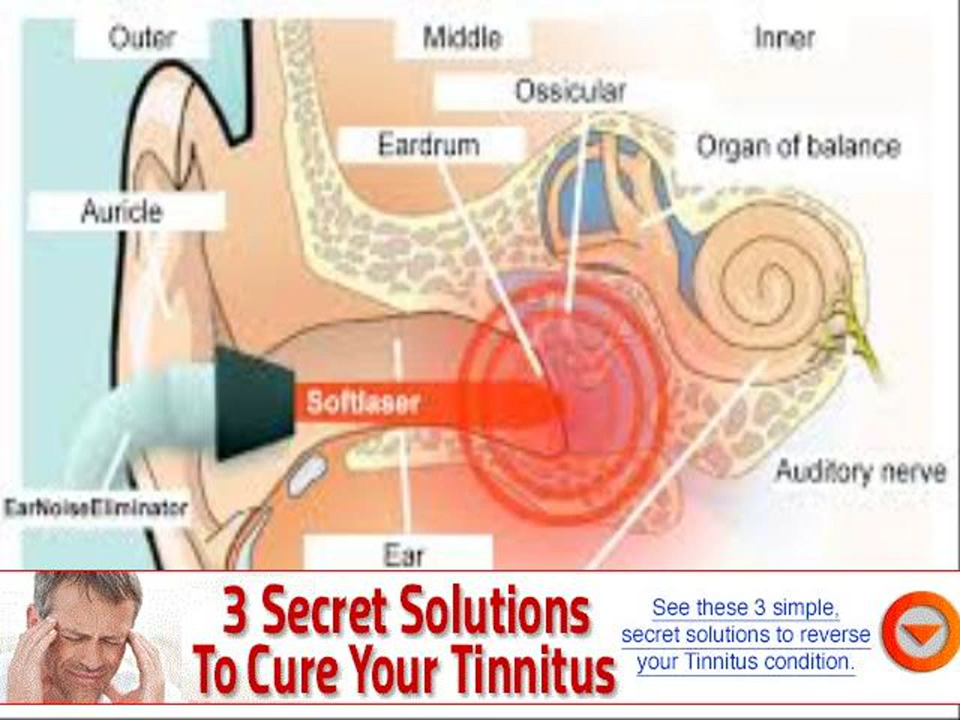 Outer
Middle
Inner
Ossicular
Eardrum
Organ of balance
Auricle
Softlaser
Auditory nerve
EarNoiseEliminator
Ear
3 Secret Solutions
To Cure Your Tinnitus
See these 3 simple,
secret solutions to reverse
your Tinnitus condition.